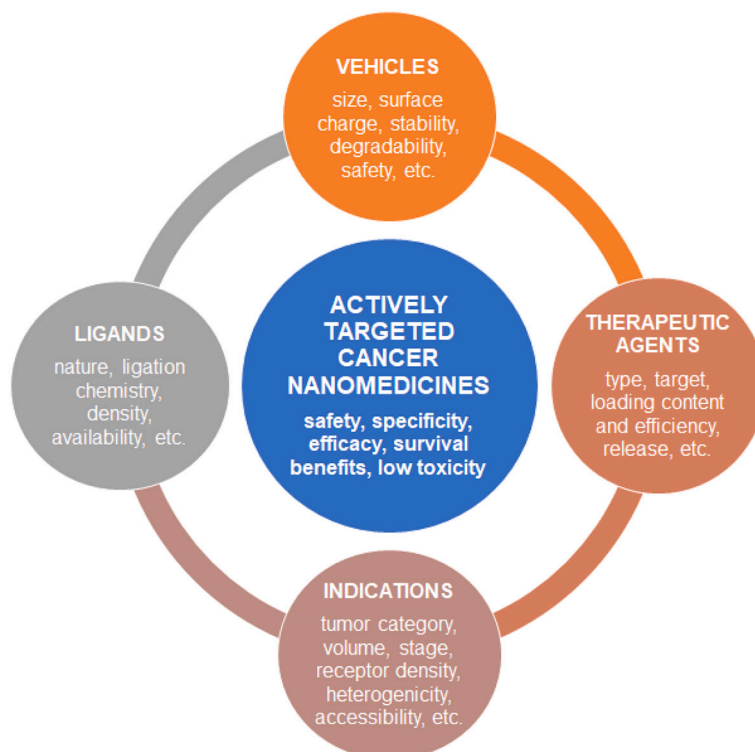 VEHICLES
size, surface
charge, stability,
degradability,
safety, etc.
LIGANDS
nature, ligation
chemistry,
density,
availability, etc.
ACTIVELY
TARGETED
CANCER
NANOMEDICINES
safety, specificity,
efficacy, survival
benefits, low toxicity
THERAPEUTIC
AGENTS
type, target,
loading content
and efficiency,
release, etc.
INDICATIONS
tumor category,
volume, stage,
receptor density,
heterogenicity,
accessibility, etc.